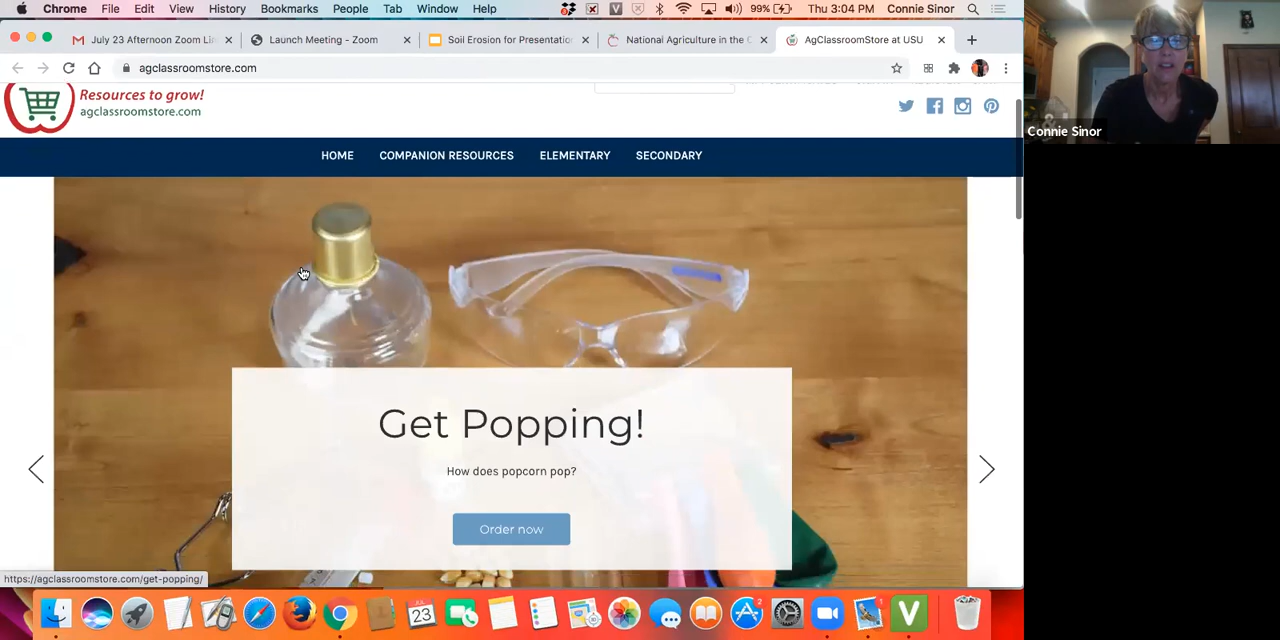 Chrome File Edit View History Bookmarks People Tab Window Help 99% Thu 3:04 PM Connie Sinor
July 23 Afternoon Zoom Li
Launch Meeting - Zoom
Soil Erosion for Presentatio
National Agriculture in the C
AgClassroomStore at USU
agclassroomstore.com
Resources to grow!
agclassroomstore.com
Connie Sinor
HOME COMPANION RESOURCES ELEMENTARY SECONDARY
Get Popping!
How does popcorn pop?
Order now
https://agclassroomstore.com/get-popping/
JUL
23